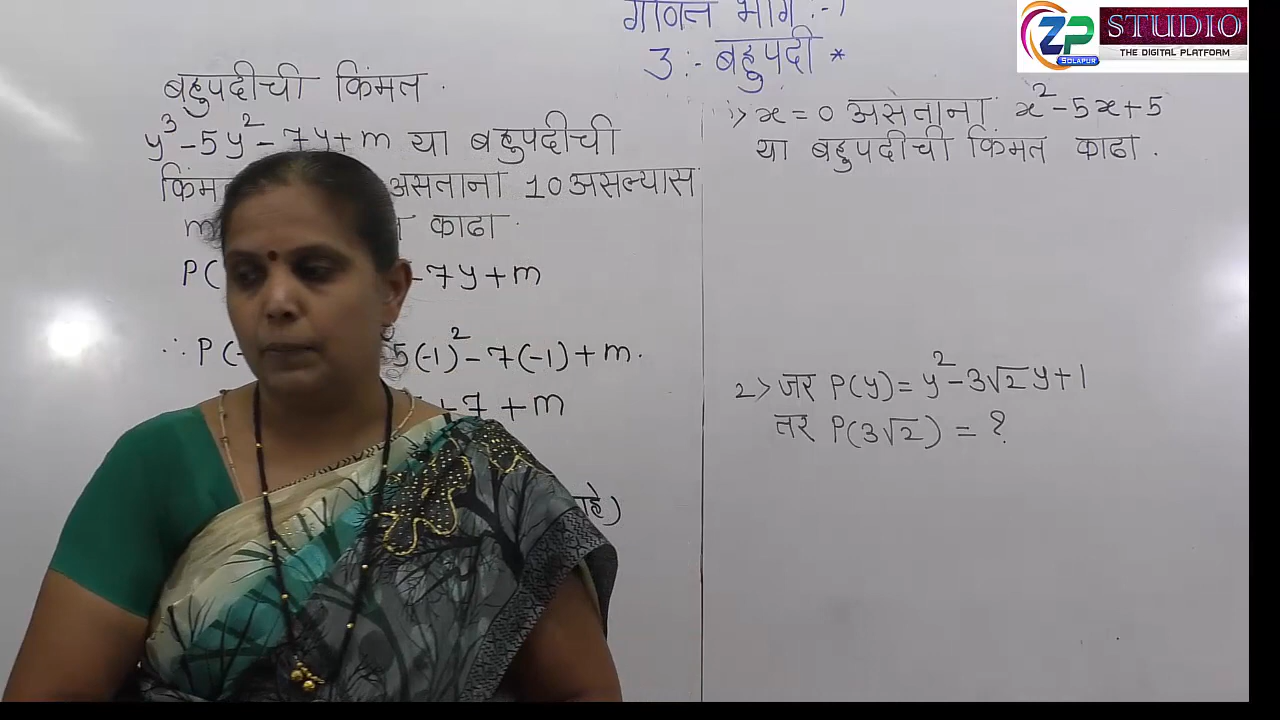 गणित भाग :- 1
3 :- बहुपदी *
ZP STUDIO
SOLAPUR
THE DIGITAL PLATFORM
बहुपदीची किंमत .
y³ - 5y² - 7y + m या बहुपदीची
असताना 10 असल्यास
काढा .
P( - 7y + m
∴ P(- 5(-1)² - 7(-1) + m .
+ 7 + m
1> x = 0 असताना x² - 5x + 5
या बहुपदीची किंमत काढा .
2> जर P(y) = y² - 3√2 y + 1
तर P(3√2) = ?